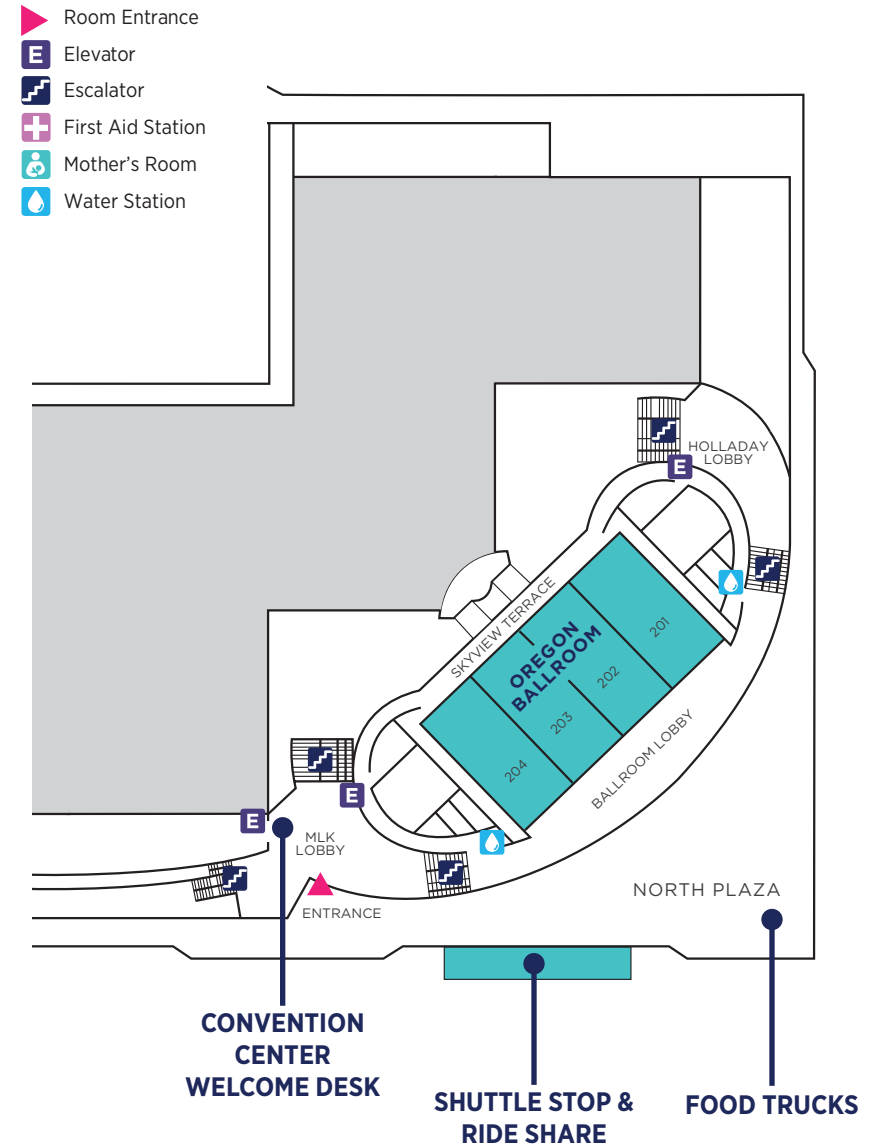 Room Entrance
E Elevator
Escalator
First Aid Station
Mother's Room
Water Station
HOLLADAY
LOBBY
E
SKYVIEW TERRACE
OREGON
BALLROOM
201
202
203
204
BALLROOM LOBBY
E
E
MLK
LOBBY
ENTRANCE
NORTH PLAZA
CONVENTION
CENTER
WELCOME DESK
SHUTTLE STOP &
RIDE SHARE
FOOD TRUCKS